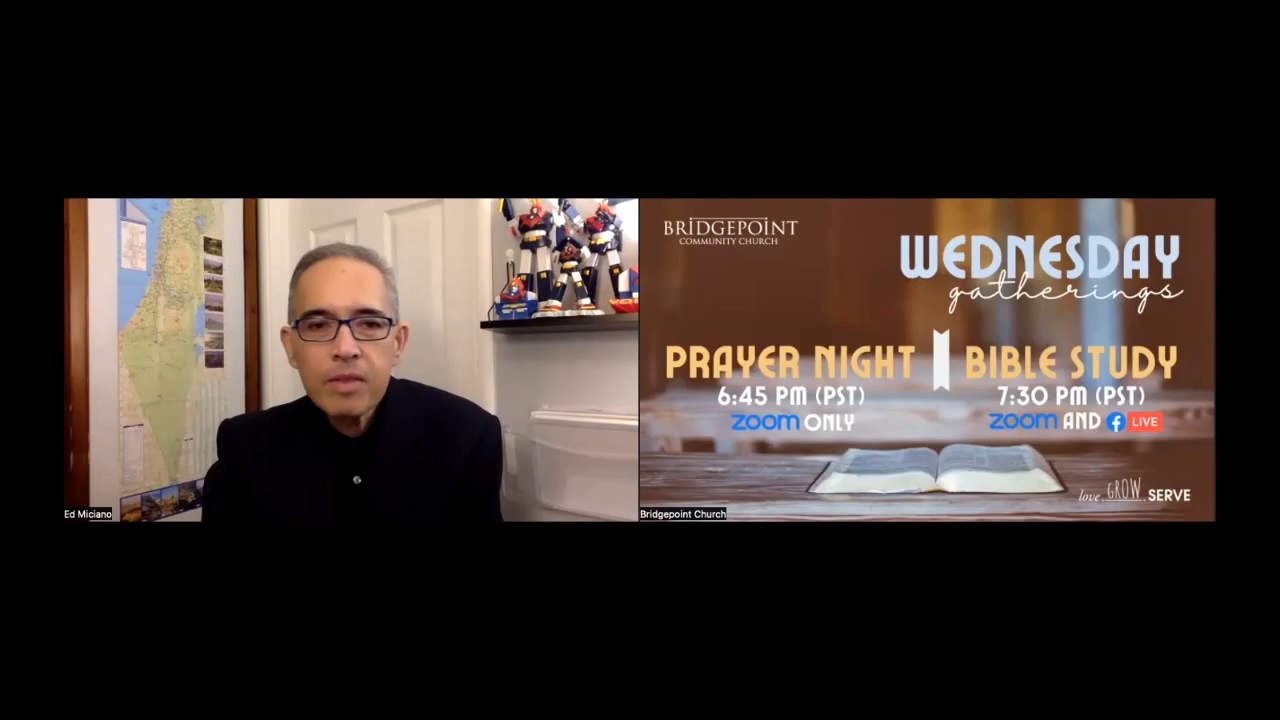 BRIDGEPOINT
COMMUNITY CHURCH
WEDNESDAY
gatherings
PRAYER NIGHT
6:45 PM (PST)
zoom ONLY
BIBLE STUDY
7:30 PM (PST)
zoom AND f LIVE
love. GROW. SERVE
Ed Miciano
Bridgepoint Church